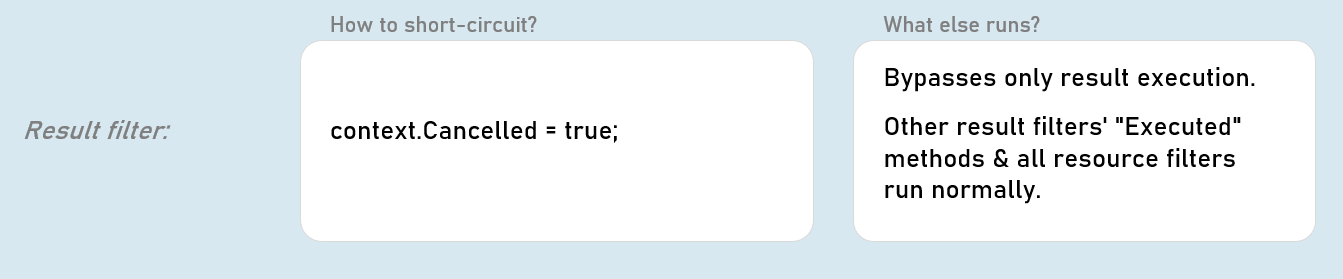 How to short-circuit?
What else runs?
Result filter:
context.Cancelled = true;
Bypasses only result execution.
Other result filters' "Executed"
methods & all resource filters
run normally.